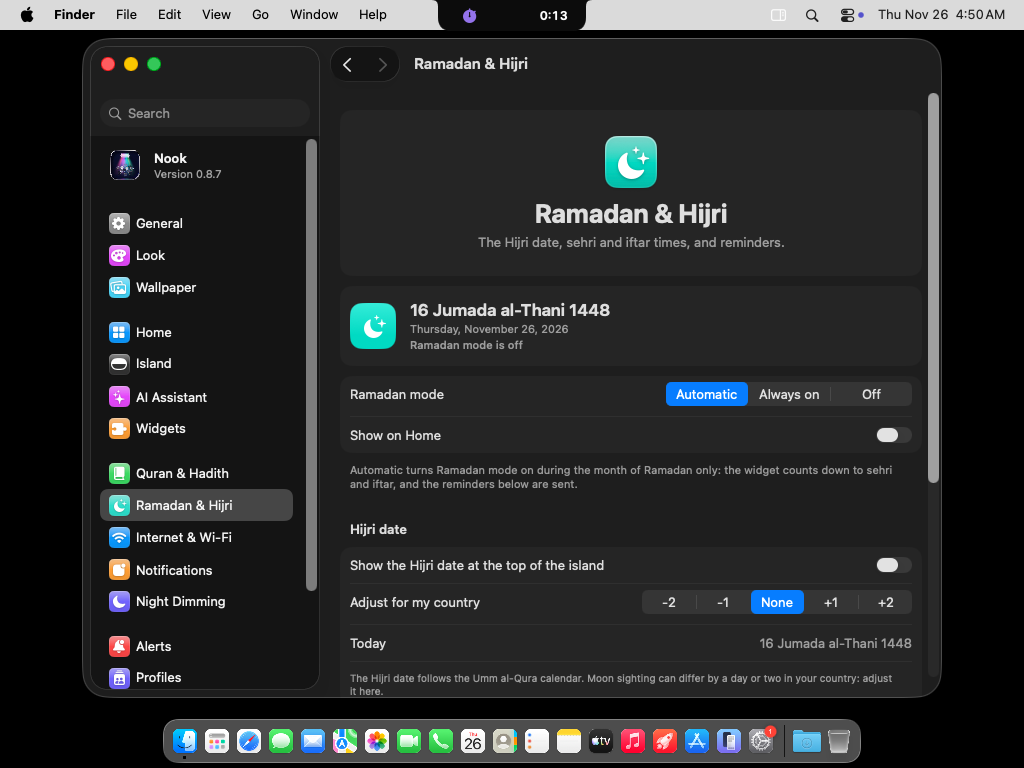 Finder File Edit View Go Window Help 0:13 Thu Nov 26 4:50 AM
Ramadan & Hijri
Search
Nook
Version 0.8.7
General
Look
Wallpaper
Home
Island
AI Assistant
Widgets
Quran & Hadith
Ramadan & Hijri
Internet & Wi-Fi
Notifications
Night Dimming
Alerts
Profiles
Ramadan & Hijri
The Hijri date, sehri and iftar times, and reminders.
16 Jumada al-Thani 1448
Thursday, November 26, 2026
Ramadan mode is off
Ramadan mode Automatic Always on Off
Show on Home
Automatic turns Ramadan mode on during the month of Ramadan only: the widget counts down to sehri
and iftar, and the reminders below are sent.
Hijri date
Show the Hijri date at the top of the island
Adjust for my country -2 -1 None +1 +2
Today 16 Jumada al-Thani 1448
The Hijri date follows the Umm al-Qura calendar. Moon sighting can differ by a day or two in your country: adjust
it here.
Thu
26
tv
1